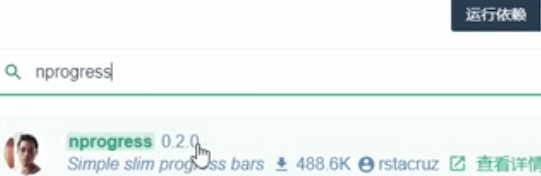 运行依赖
nprogress
nprogress 0.2.0
Simple slim progress bars 488.6K rstacruz 查看详情